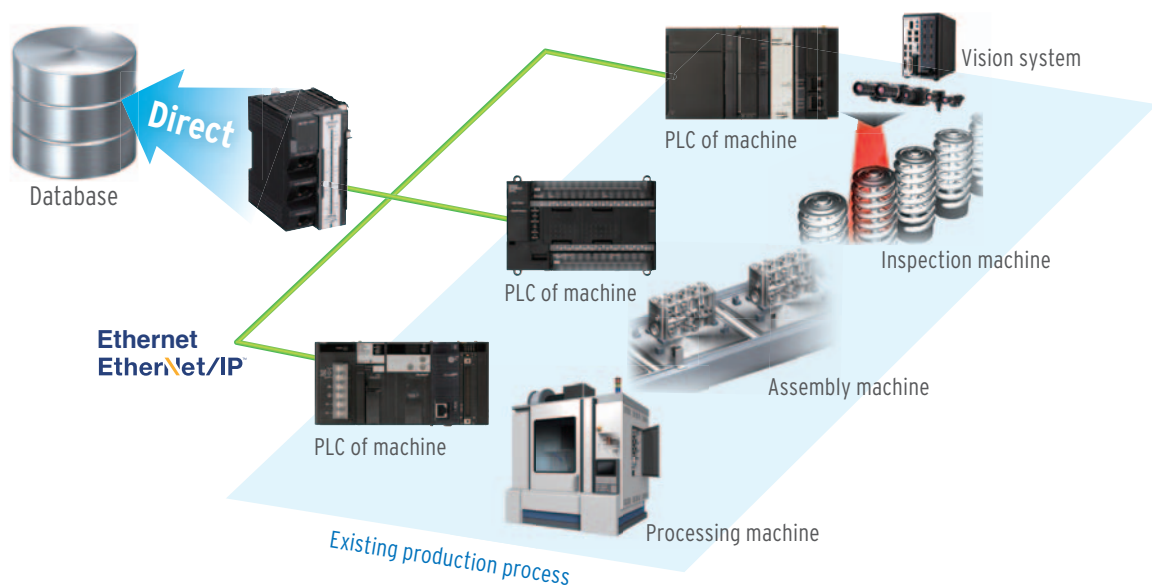 Vision system
Direct
PLC of machine
Database
Inspection machine
PLC of machine
Ethernet
EtherNet/IP™
Assembly machine
PLC of machine
Processing machine
Existing production process